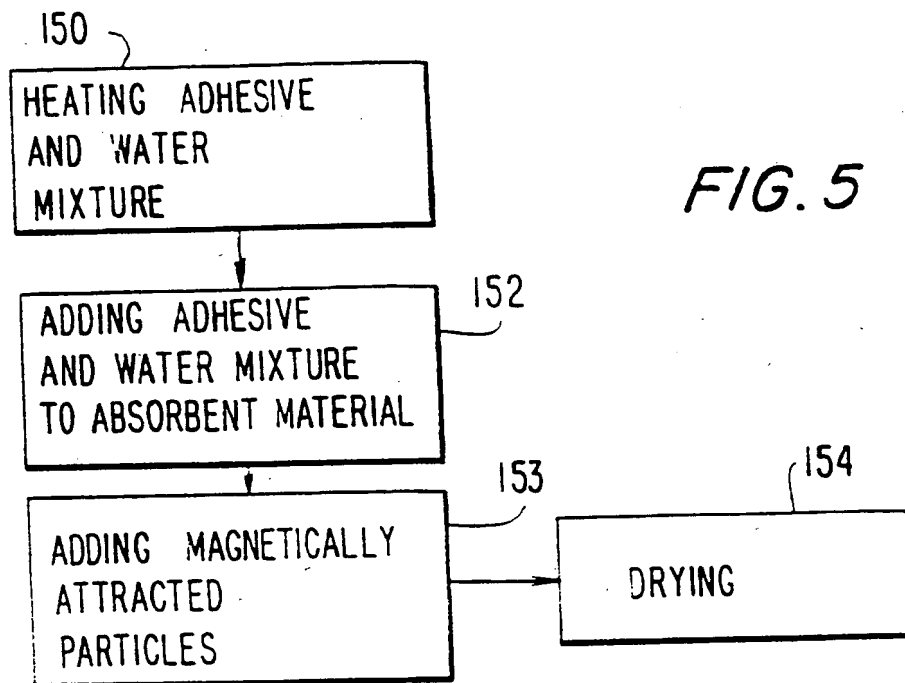 150
HEATING ADHESIVE
AND WATER
MIXTURE
FIG. 5
152
ADDING ADHESIVE
AND WATER MIXTURE
TO ABSORBENT MATERIAL
153
ADDING MAGNETICALLY
ATTRACTED
PARTICLES
154
DRYING